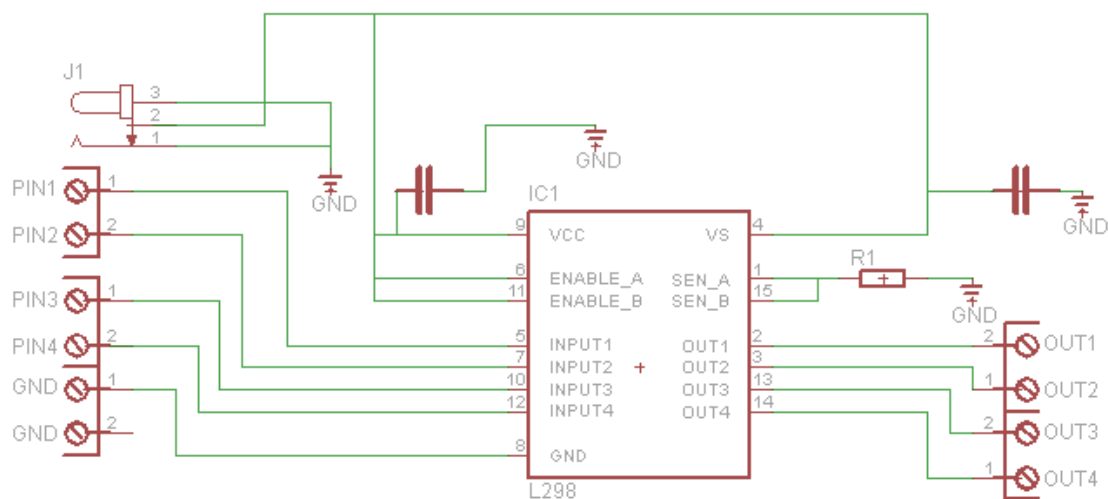 J1
3
2
1
GND
GND
GND
PIN1
1
PIN2
2
PIN3
1
PIN4
2
GND
1
GND
2
IC1
9 VCC VS 4
6 ENABLE_A SEN_A 1
11 ENABLE_B SEN_B 15
5 INPUT1 OUT1 2
7 INPUT2 OUT2 3
10 INPUT3 OUT3 13
12 INPUT4 OUT4 14
8 GND
L298
R1
GND
2 OUT1
1 OUT2
2 OUT3
1 OUT4